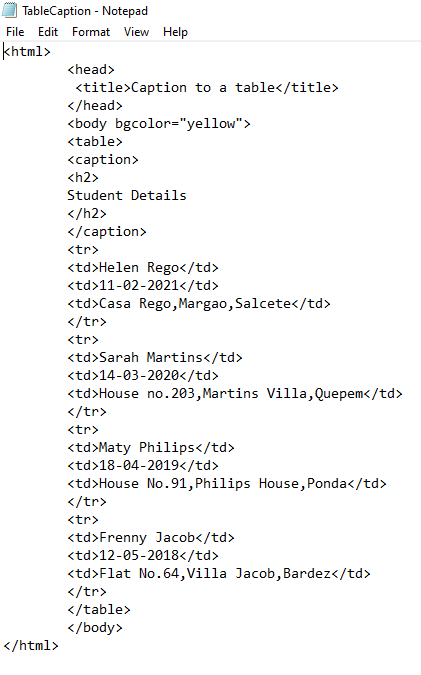 TableCaption - Notepad
File Edit Format View Help
<html>
<head>
<title>Caption to a table</title>
</head>
<body bgcolor="yellow">
<table>
<caption>
<h2>
Student Details
</h2>
</caption>
<tr>
<td>Helen Rego</td>
<td>11-02-2021</td>
<td>Casa Rego,Margao,Salcete</td>
</tr>
<tr>
<td>Sarah Martins</td>
<td>14-03-2020</td>
<td>House no.203,Martins Villa,Quepem</td>
</tr>
<tr>
<td>Maty Philips</td>
<td>18-04-2019</td>
<td>House No.91,Philips House,Ponda</td>
</tr>
<tr>
<td>Frenny Jacob</td>
<td>12-05-2018</td>
<td>Flat No.64,Villa Jacob,Bardez</td>
</tr>
</table>
</body>
</html>